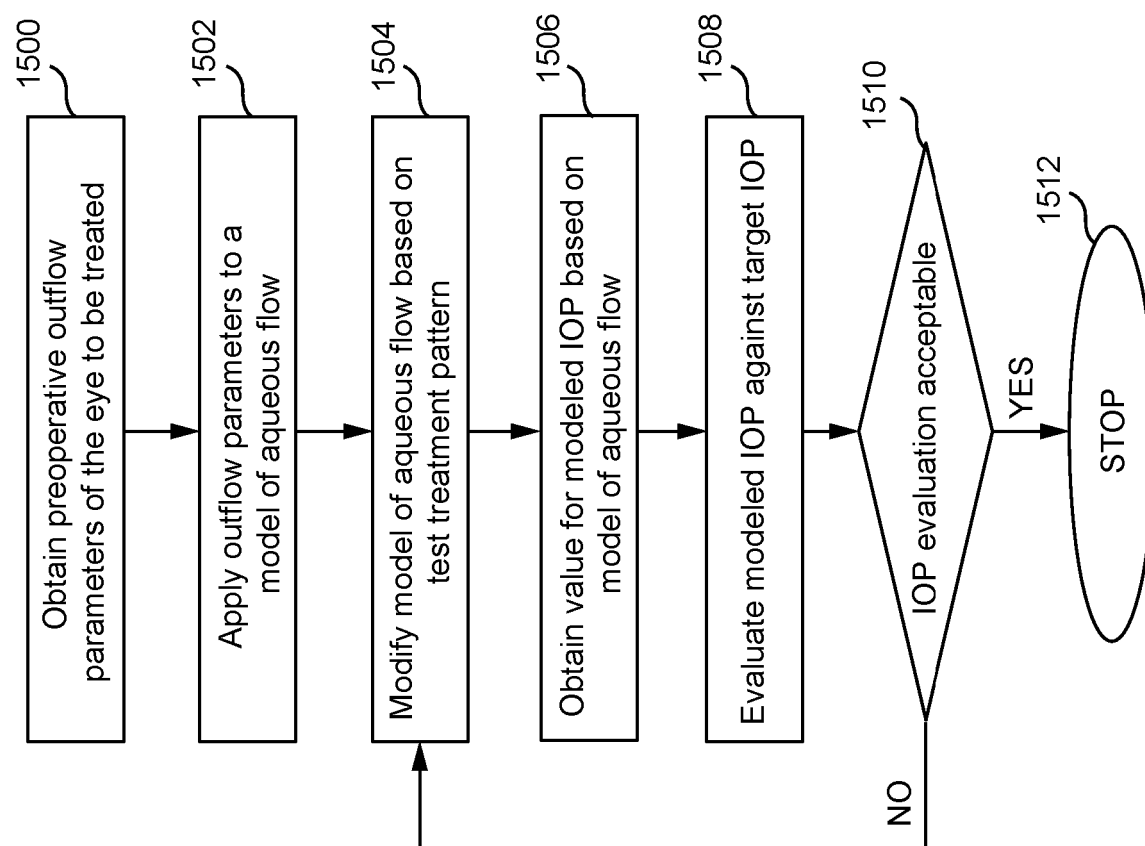 1500
Obtain preoperative outflow
parameters of the eye to be treated
1502
Apply outflow parameters to a
model of aqueous flow
1504
Modify model of aqueous flow based on
test treatment pattern
1506
Obtain value for modeled IOP based on
model of aqueous flow
1508
Evaluate modeled IOP against target IOP
1510
IOP evaluation acceptable
NO
YES
1512
STOP